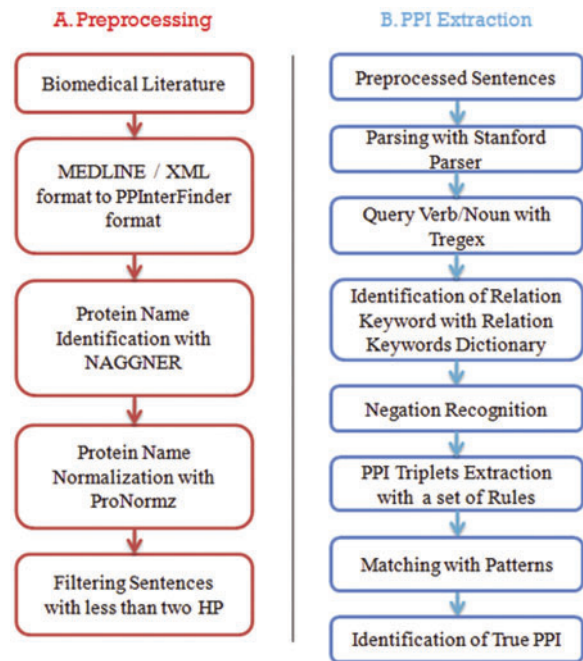 A. Preprocessing
Biomedical Literature
MEDLINE / XML
format to PPInterFinder
format
Protein Name
Identification with
NAGGNER
Protein Name
Normalization with
ProNormz
Filtering Sentences
with less than two HP
B. PPI Extraction
Preprocessed Sentences
Parsing with Stanford
Parser
Query Verb/Noun with
Tregex
Identification of Relation
Keyword with Relation
Keywords Dictionary
Negation Recognition
PPI Triplets Extraction
with a set of Rules
Matching with Patterns
Identification of True PPI